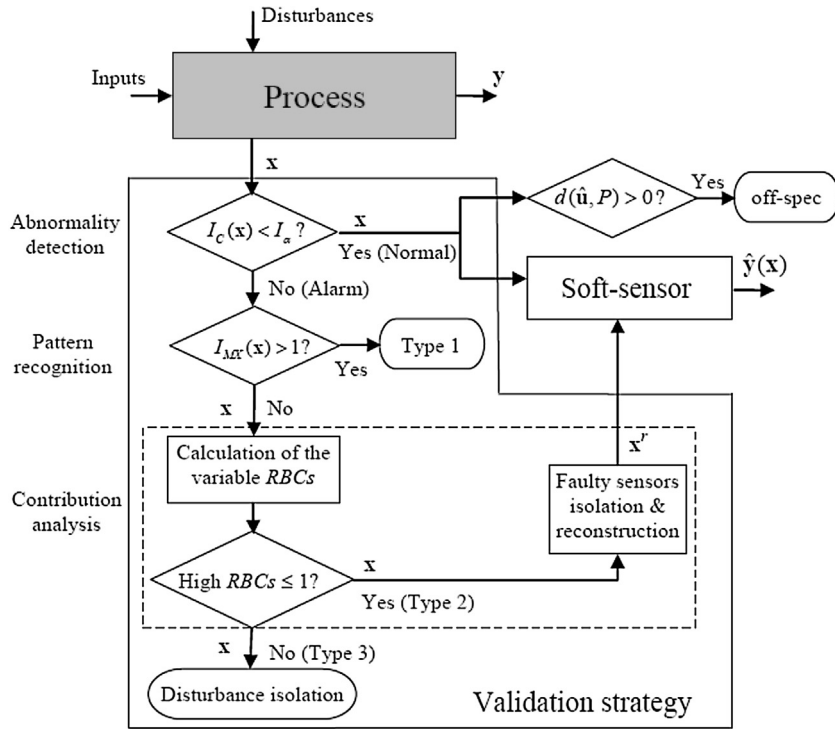 Disturbances
Inputs
Process
y
x
Abnormality
detection
I_C(x) < I_α ?
x
Yes (Normal)
d(û, P) > 0?
Yes
off-spec
Soft-sensor
ŷ(x)
No (Alarm)
Pattern
recognition
I_MX(x) > 1?
Yes
Type 1
x
No
Contribution
analysis
Calculation of the
variable RBCs
x^r
Faulty sensors
isolation &
reconstruction
High RBCs ≤ 1?
x
Yes (Type 2)
x
No (Type 3)
Disturbance isolation
Validation strategy